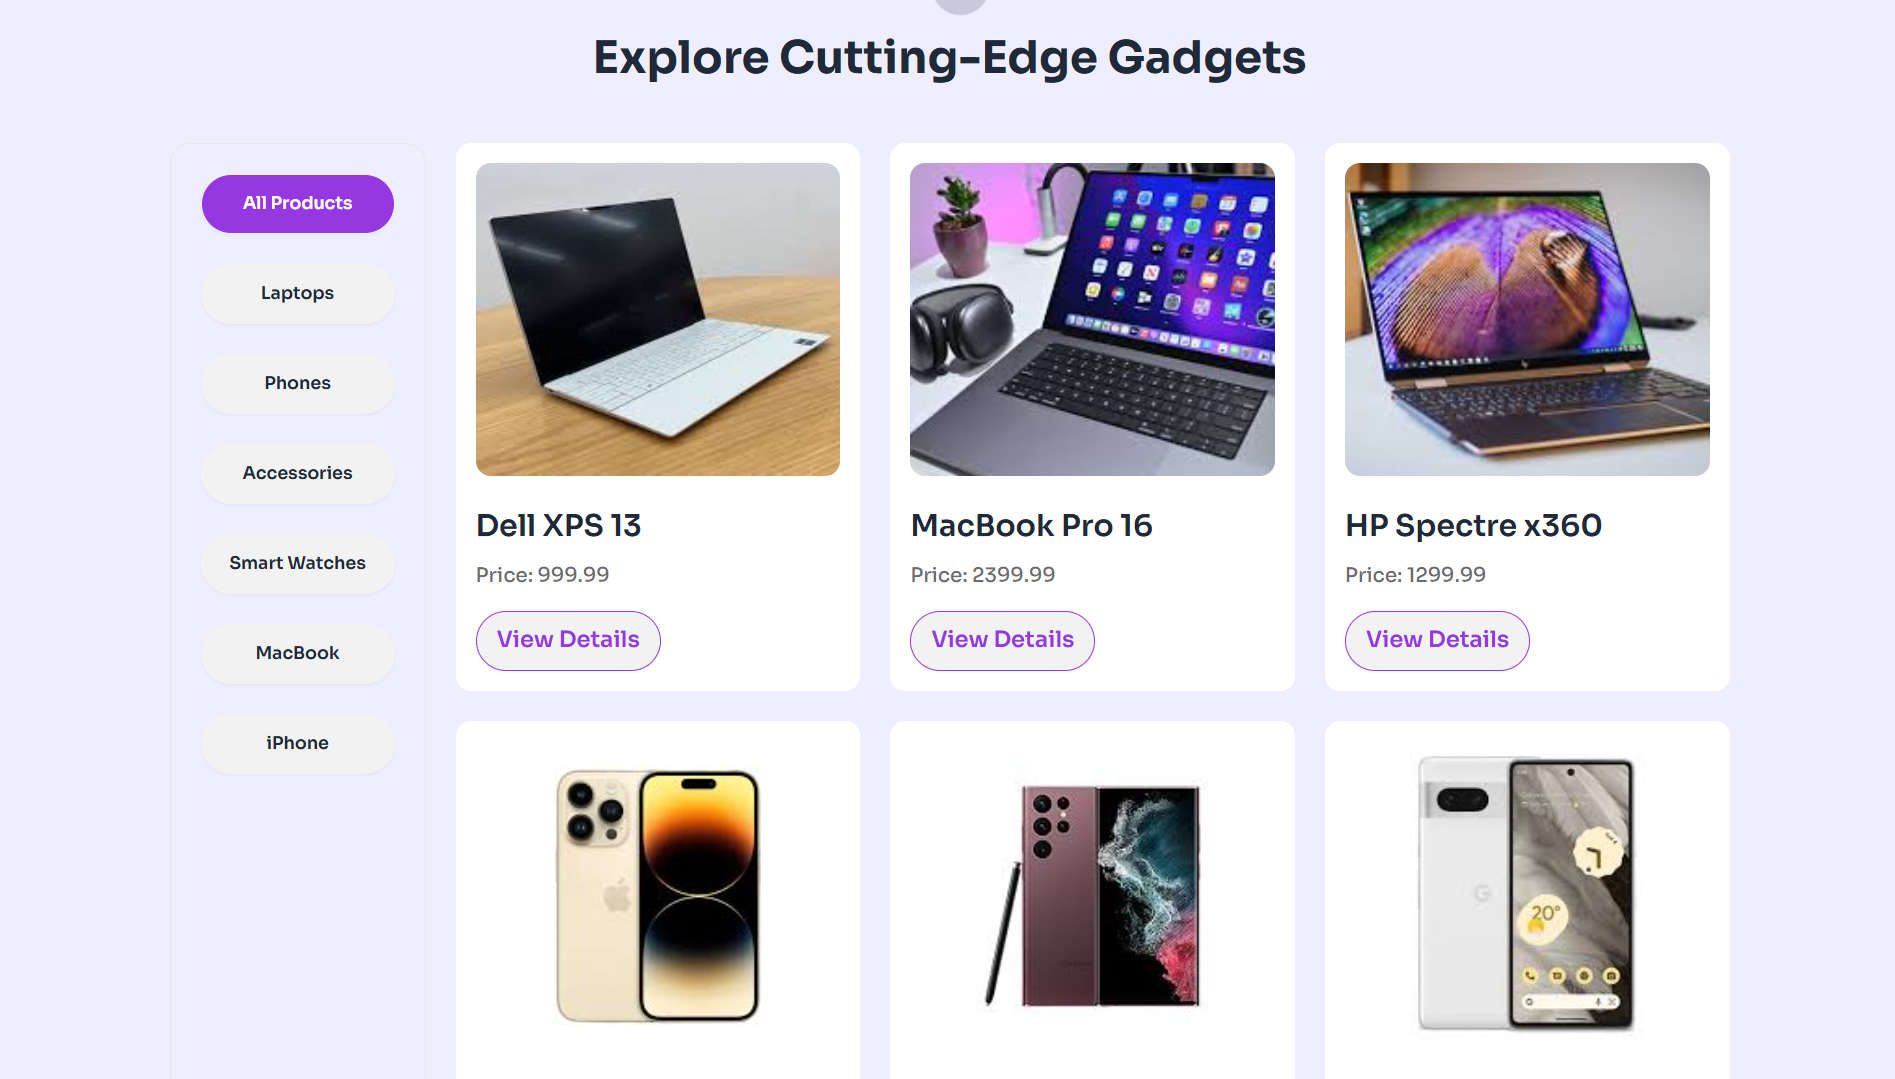 Explore Cutting-Edge Gadgets
All Products
Laptops
Phones
Accessories
Smart Watches
MacBook
iPhone
Dell XPS 13
Price: 999.99
View Details
MacBook Pro 16
Price: 2399.99
View Details
HP Spectre x360
Price: 1299.99
View Details
20°